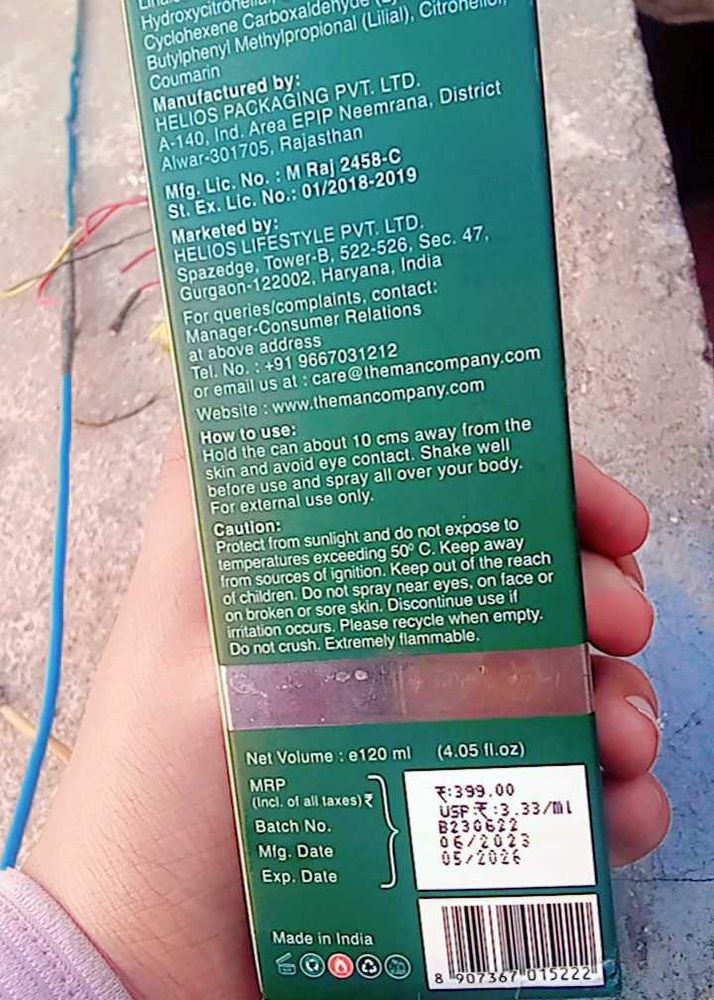 Hydroxycitronellal,
Cyclohexene Carboxaldehyde
Butylphenyl Methylpropional (Lilial), Citronellol,
Coumarin
Manufactured by:
HELIOS PACKAGING PVT. LTD.
A-140, Ind. Area EPIP Neemrana, District
Alwar-301705, Rajasthan
Mfg. Lic. No. : M Raj 2458-C
St. Ex. Lic. No.: 01/2018-2019
Marketed by:
HELIOS LIFESTYLE PVT. LTD.
Spazedge, Tower-B, 522-526, Sec. 47,
Gurgaon-122002, Haryana, India
For queries/complaints, contact:
Manager-Consumer Relations
at above address
Tel. No. : +91 9667031212
or email us at : care@themancompany.com
Website : www.themancompany.com
How to use:
Hold the can about 10 cms away from the
skin and avoid eye contact. Shake well
before use and spray all over your body.
For external use only.
Caution:
Protect from sunlight and do not expose to
temperatures exceeding 50° C. Keep away
from sources of ignition. Keep out of the reach
of children. Do not spray near eyes, on face or
on broken or sore skin. Discontinue use if
irritation occurs. Please recycle when empty.
Do not crush. Extremely flammable.
Net Volume : e120 ml (4.05 fl.oz)
MRP
(Incl. of all taxes) ₹
Batch No.
Mfg. Date
Exp. Date
₹:399.00
USP:₹:3.33/ml
B230622
06/2023
05/2026
Made in India
8 907367 015222